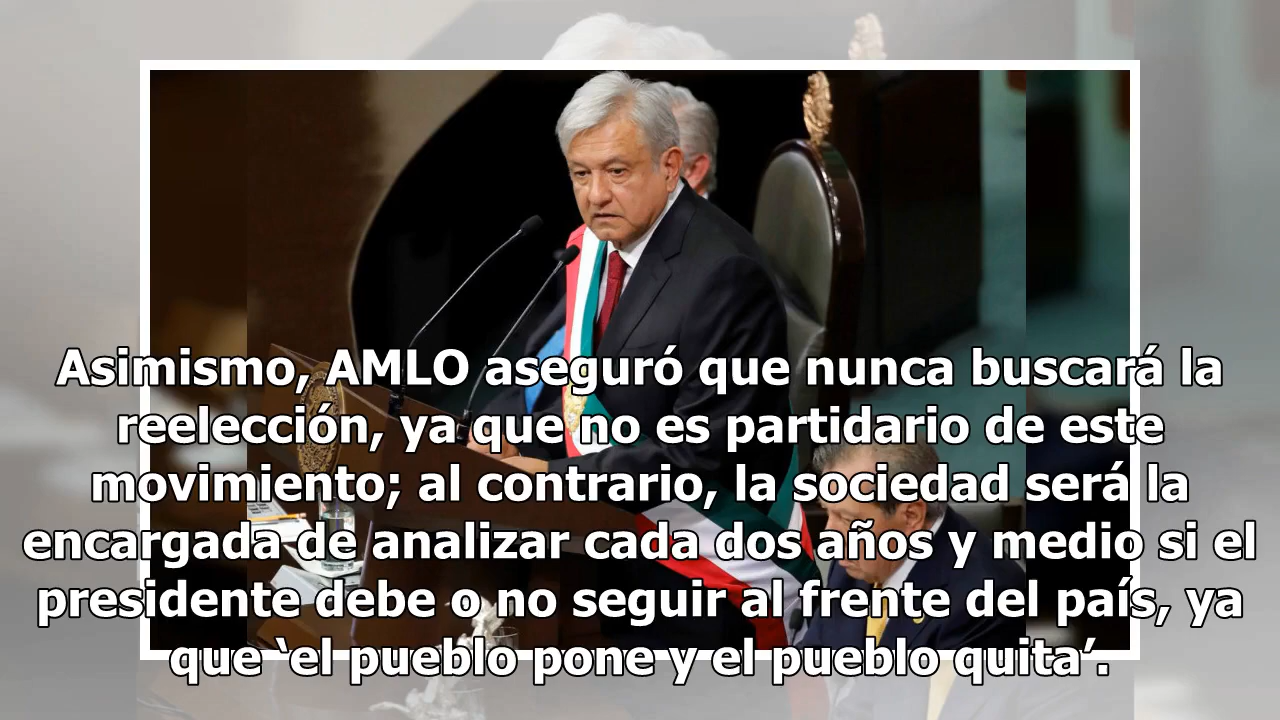 Asimismo, AMLO aseguró que nunca buscará la
reelección, ya que no es partidario de este
movimiento; al contrario, la sociedad será la
encargada de analizar cada dos años y medio si el
presidente debe o no seguir al frente del país, ya
que ‘el pueblo pone y el pueblo quita’.